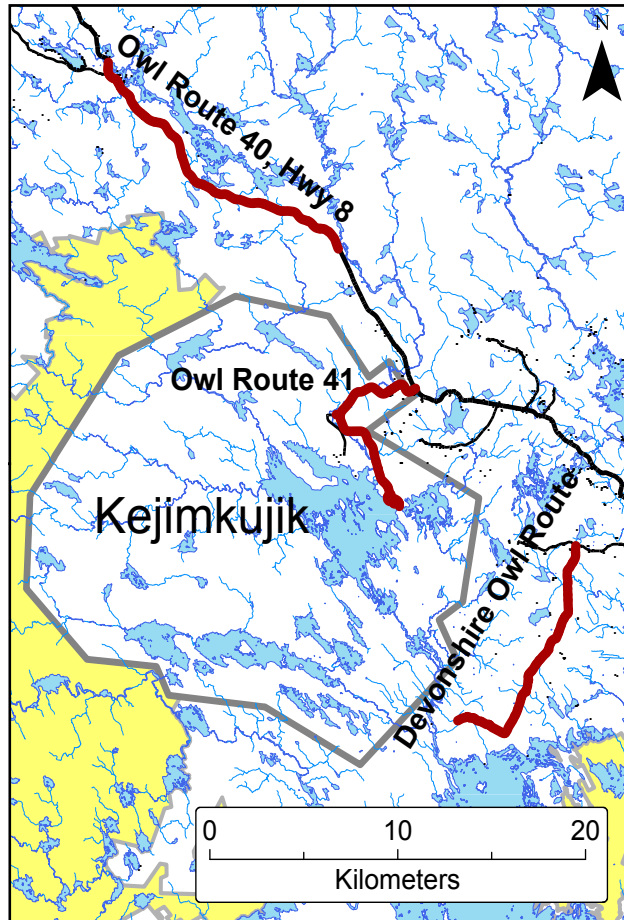 N
Owl Route 40, Hwy 8
Owl Route 41
Kejimkujik
Devonshire Owl Route
0 10 20
Kilometers